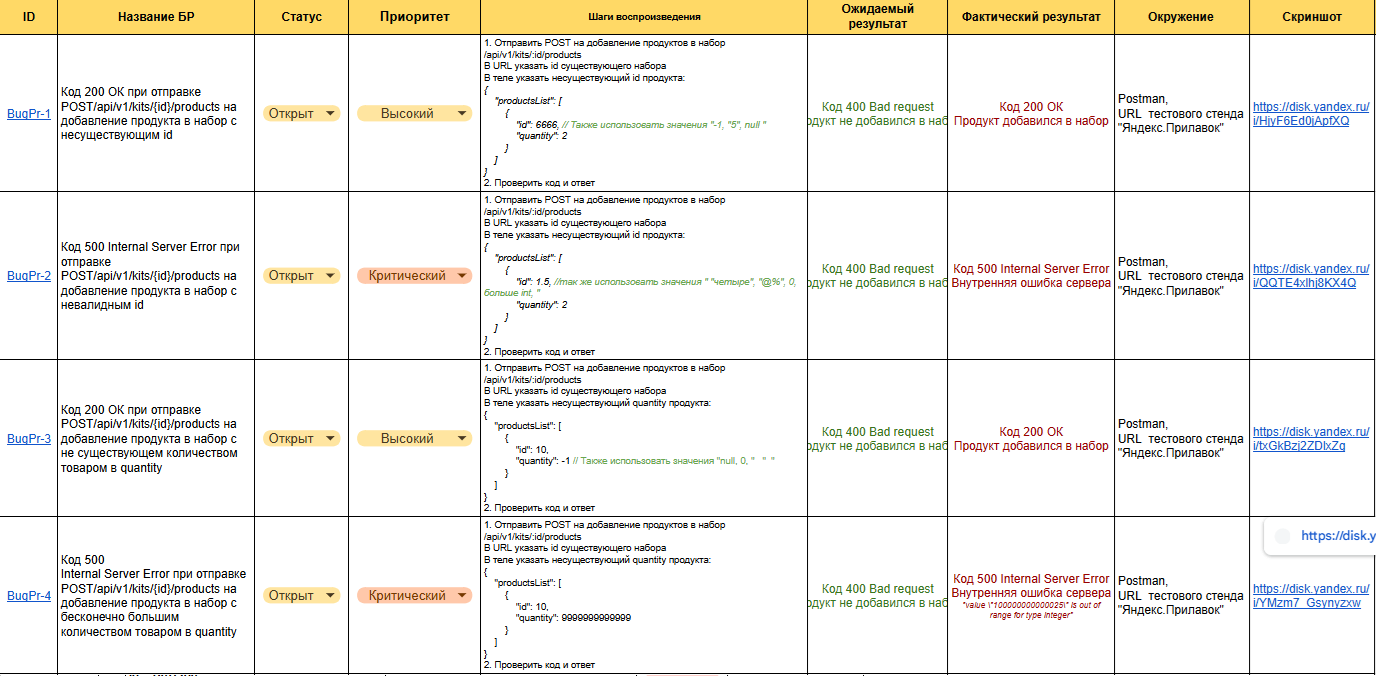 ID
Название БР
Статус
Приоритет
Шаги воспроизведения
Ожидаемый
результат
Фактический результат
Окружение
Скриншот
BugPr-1
Код 200 ОК при отправке
POST/api/v1/kits/{id}/products на
добавление продукта в набор с
несуществующим id
Открыт
Высокий
1. Отправить POST на добавление продуктов в набор
/api/v1/kits/:id/products
В URL указать id существующего набора
В теле указать несуществующий id продукта:
{
"productsList": [
{
"id": 6666, // Также использовать значения "-1, "5", null "
"quantity": 2
}
]
}
2. Проверить код и ответ
Код 400 Bad request
одукт не добавился в наб
Код 200 ОК
Продукт добавился в набор
Postman,
URL тестового стенда
"Яндекс.Прилавок"
https://disk.yandex.ru/
i/HjyF6Ed0jApfXQ
BugPr-2
Код 500 Internal Server Error при
отправке
POST/api/v1/kits/{id}/products на
добавление продукта в набор с
невалидным id
Открыт
Критический
1. Отправить POST на добавление продуктов в набор
/api/v1/kits/:id/products
В URL указать id существующего набора
В теле указать несуществующий id продукта:
{
"productsList": [
{
"id": 1.5, //так же использовать значения " "четыре", "@%", 0,
больше int, "
"quantity": 2
}
]
}
2. Проверить код и ответ
Код 400 Bad request
одукт не добавился в наб
Код 500 Internal Server Error
Внутренняя ошибка сервера
Postman,
URL тестового стенда
"Яндекс.Прилавок"
https://disk.yandex.ru/
i/QQTE4xlhj8KX4Q
BugPr-3
Код 200 ОК при отправке
POST/api/v1/kits/{id}/products на
добавление продукта в набор с
не существующем количеством
товаром в quantity
Открыт
Высокий
1. Отправить POST на добавление продуктов в набор
/api/v1/kits/:id/products
В URL указать id существующего набора
В теле указать несуществующий quantity продукта:
{
"productsList": [
{
"id": 10,
"quantity": -1 // Также использовать значения "null, 0, " " "
}
]
}
2. Проверить код и ответ
Код 400 Bad request
одукт не добавился в наб
Код 200 ОК
Продукт добавился в набор
Postman,
URL тестового стенда
"Яндекс.Прилавок"
https://disk.yandex.ru/
i/txGkBzj2ZDlxZg
BugPr-4
Код 500
Internal Server Error при отправке
POST/api/v1/kits/{id}/products на
добавление продукта в набор с
бесконечно большим
количеством товаром в quantity
Открыт
Критический
1. Отправить POST на добавление продуктов в набор
/api/v1/kits/:id/products
В URL указать id существующего набора
В теле указать несуществующий quantity продукта:
{
"productsList": [
{
"id": 10,
"quantity": 9999999999999
}
]
}
2. Проверить код и ответ
Код 400 Bad request
одукт не добавился в наб
Код 500 Internal Server Error
Внутренняя ошибка сервера
"value \"100000000000025\" is out of
range for type integer"
Postman,
URL тестового стенда
"Яндекс.Прилавок"
https://disk.y
https://disk.yandex.ru/
i/YMzm7_Gsynyzxw